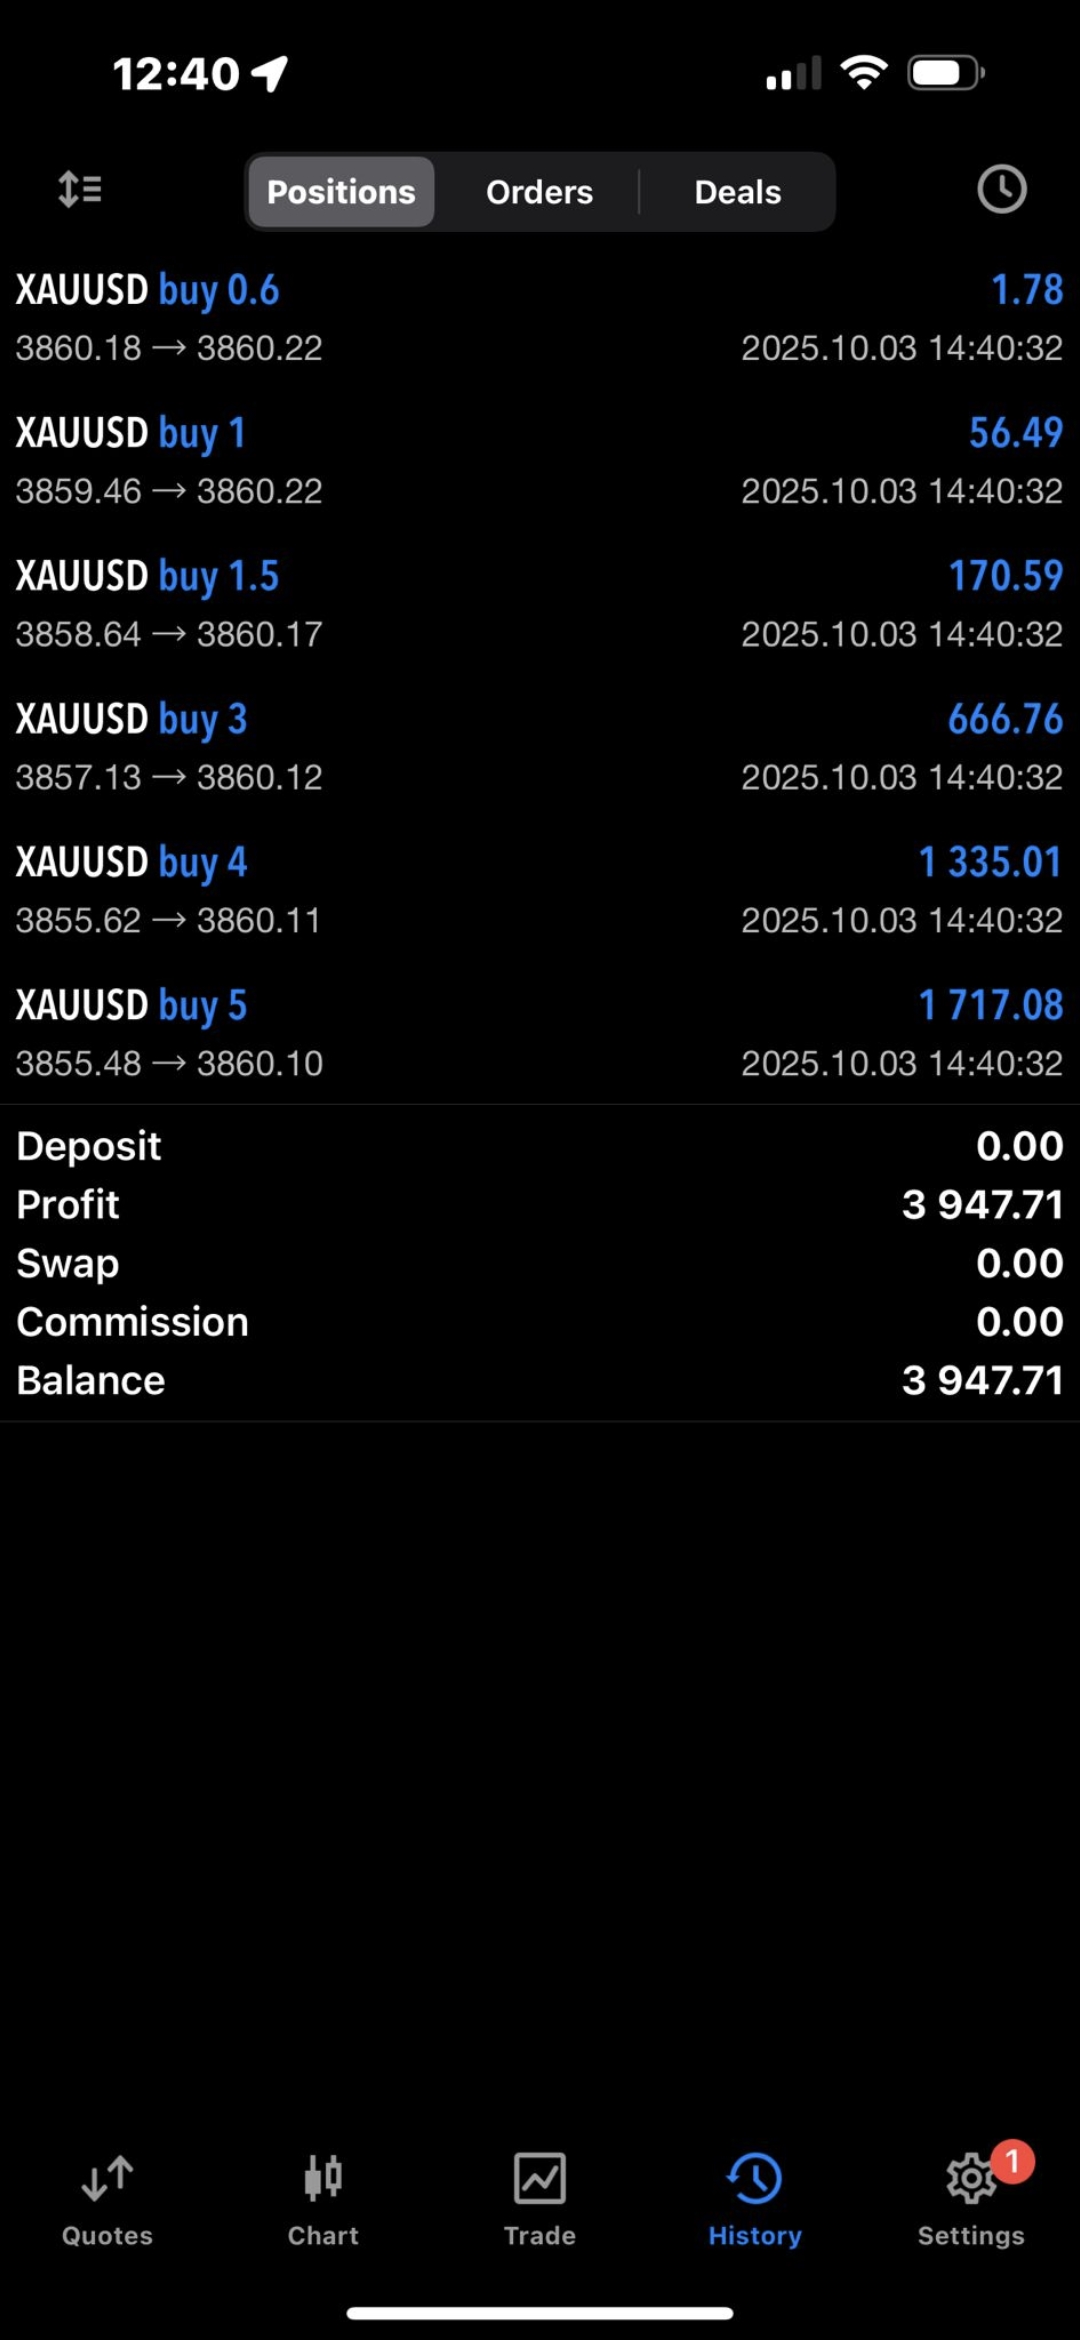 12:40
Positions Orders Deals
XAUUSD buy 0.6 1.78
3860.18 → 3860.22 2025.10.03 14:40:32
XAUUSD buy 1 56.49
3859.46 → 3860.22 2025.10.03 14:40:32
XAUUSD buy 1.5 170.59
3858.64 → 3860.17 2025.10.03 14:40:32
XAUUSD buy 3 666.76
3857.13 → 3860.12 2025.10.03 14:40:32
XAUUSD buy 4 1 335.01
3855.62 → 3860.11 2025.10.03 14:40:32
XAUUSD buy 5 1 717.08
3855.48 → 3860.10 2025.10.03 14:40:32
Deposit 0.00
Profit 3 947.71
Swap 0.00
Commission 0.00
Balance 3 947.71
1
Quotes Chart Trade History Settings